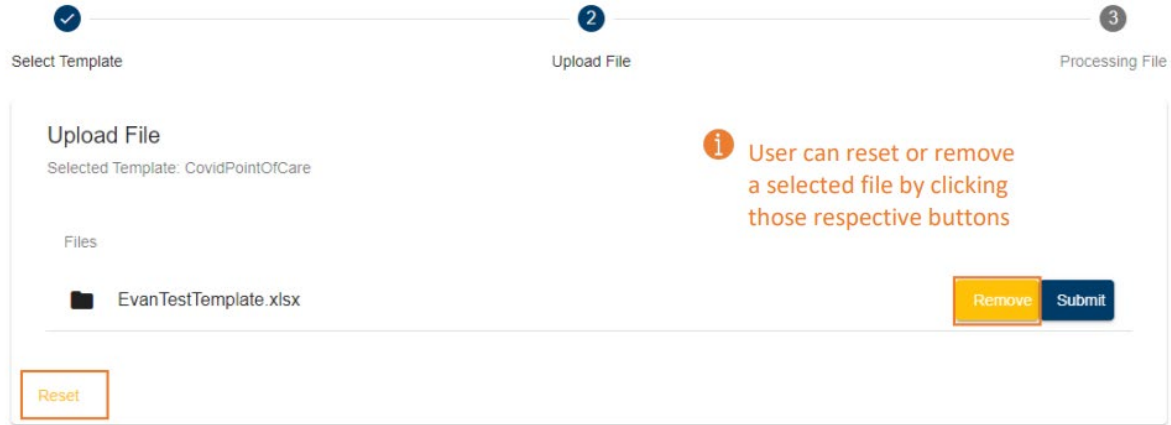 2
3
Select Template
Upload File
Processing File
Upload File
Selected Template: CovidPointOfCare
i
User can reset or remove
a selected file by clicking
those respective buttons
Files
EvanTestTemplate.xlsx
Remove
Submit
Reset